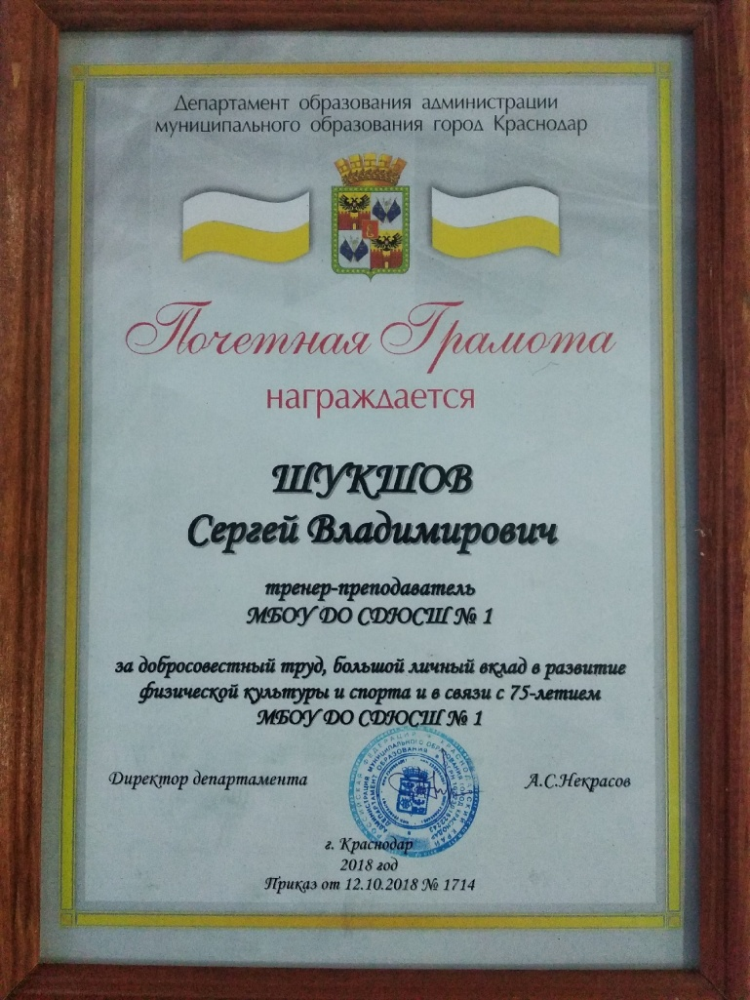 Департамент образования администрации
муниципального образования город Краснодар
Почетная Грамота
награждается
ШУКШОВ
Сергей Владимирович
тренер-преподаватель
МБОУ ДО СДЮСШ № 1
за добросовестный труд, большой личный вклад в развитие
физической культуры и спорта и в связи с 75-летием
МБОУ ДО СДЮСШ № 1
Директор департамента
А.С.Некрасов
г. Краснодар
2018 год
Приказ от 12.10.2018 № 1714